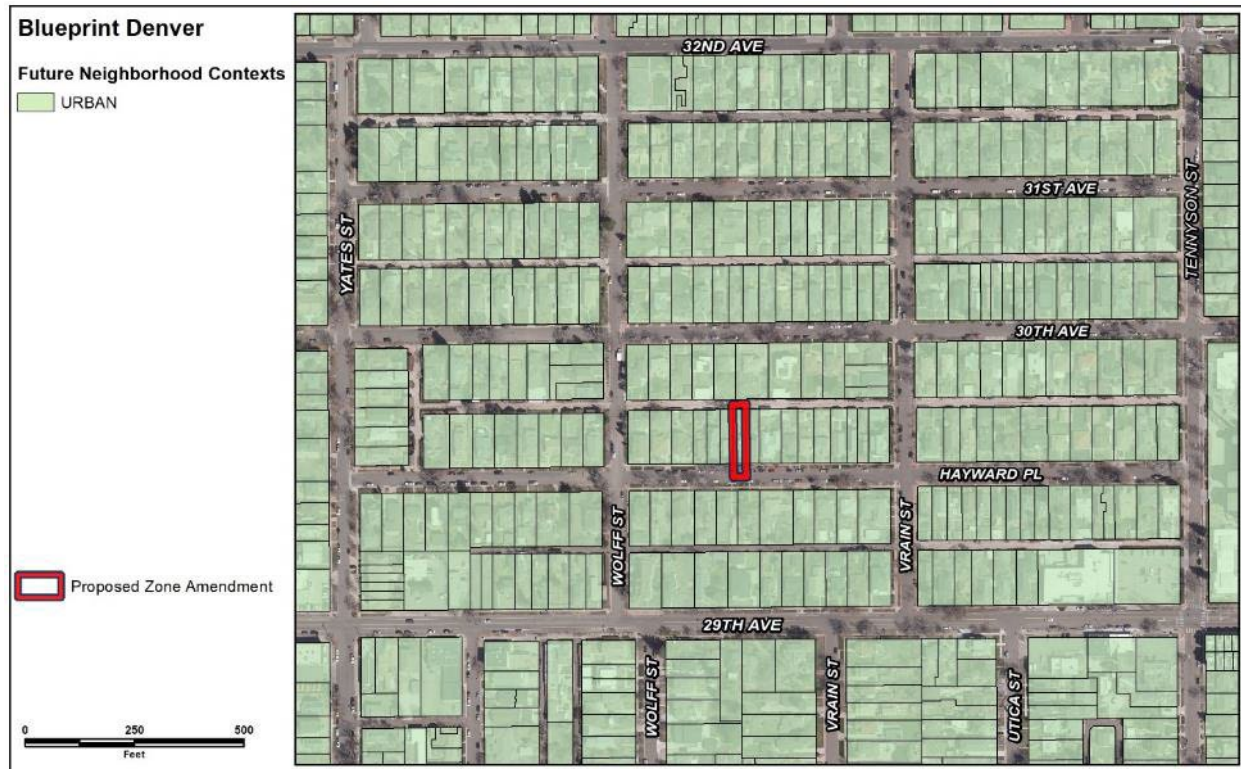 Blueprint Denver
Future Neighborhood Contexts
URBAN
Proposed Zone Amendment
0 250 500
Feet
32ND AVE
31ST AVE
YATES ST
TENNYSON ST
30TH AVE
HAYWARD PL
WOLFF ST
VRAIN ST
29TH AVE
WOLFF ST
VRAIN ST
UTICA ST